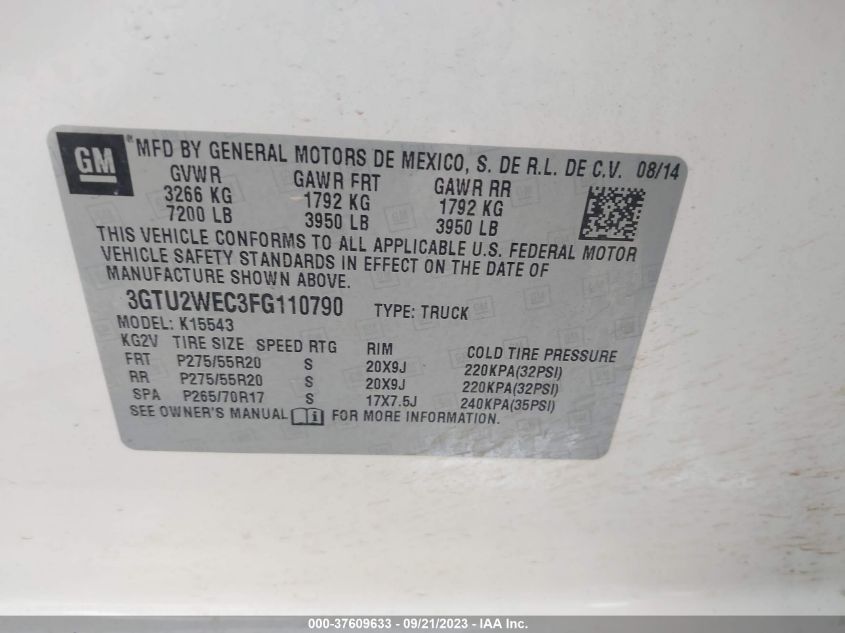 GM
MFD BY GENERAL MOTORS DE MEXICO, S. DE R.L. DE C.V. 08/14
GVWR GAWR FRT GAWR RR
3266 KG 1792 KG 1792 KG
7200 LB 3950 LB 3950 LB
THIS VEHICLE CONFORMS TO ALL APPLICABLE U.S. FEDERAL MOTOR
VEHICLE SAFETY STANDARDS IN EFFECT ON THE DATE OF
MANUFACTURE SHOWN ABOVE.
3GTU2WEC3FG110790 TYPE: TRUCK
MODEL: K15543
KG2V TIRE SIZE SPEED RTG RIM COLD TIRE PRESSURE
FRT P275/55R20 S 20X9J 220KPA(32PSI)
RR P275/55R20 S 20X9J 220KPA(32PSI)
SPA P265/70R17 S 17X7.5J 240KPA(35PSI)
SEE OWNER'S MANUAL i FOR MORE INFORMATION.
000-37609633 - 09/21/2023 - IAA Inc.